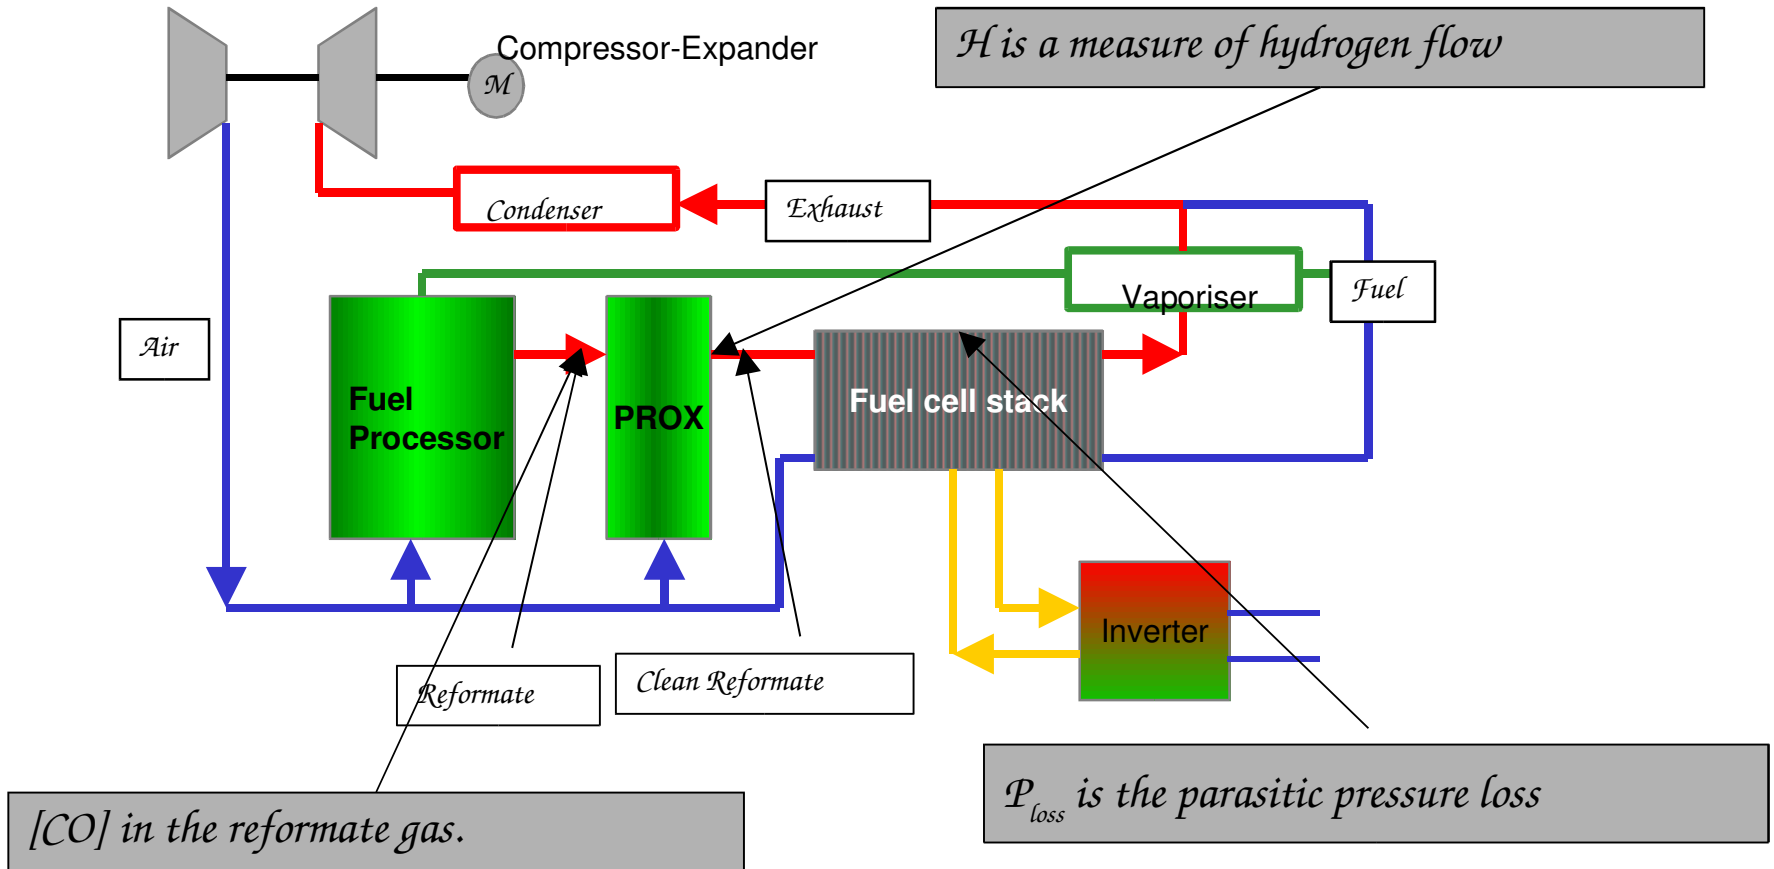 Compressor-Expander
H is a measure of hydrogen flow
M
Condenser
Exhaust
Vaporiser
Fuel
Air
Fuel
Processor
PROX
Fuel cell stack
Inverter
Reformate
Clean Reformate
P_loss is the parasitic pressure loss
[CO] in the reformate gas.